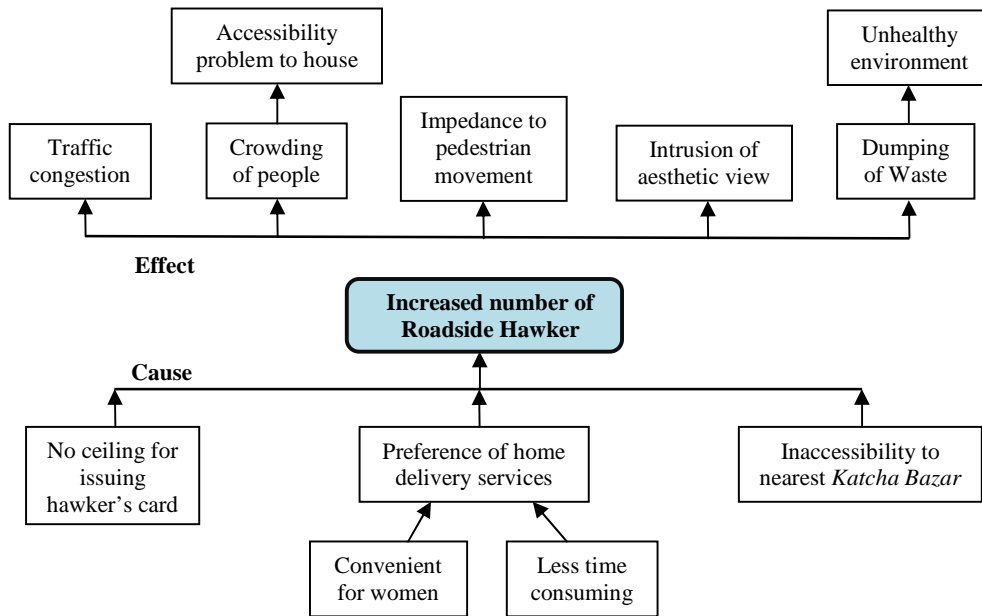 Accessibility
problem to house
Unhealthy
environment
Traffic
congestion
Crowding
of people
Impedance to
pedestrian
movement
Intrusion of
aesthetic view
Dumping
of Waste
Effect
Increased number of
Roadside Hawker
Cause
No ceiling for
issuing
hawker's card
Preference of home
delivery services
Inaccessibility to
nearest Katcha Bazar
Convenient
for women
Less time
consuming